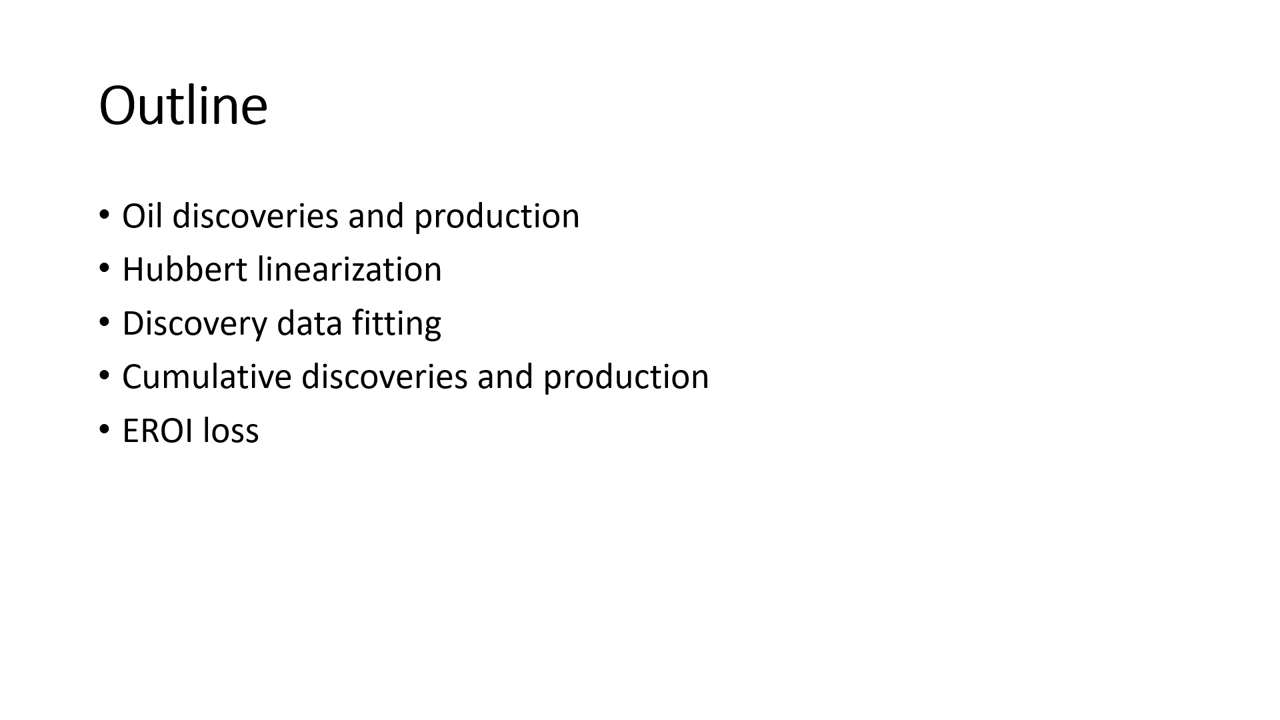 Outline
• Oil discoveries and production
• Hubbert linearization
• Discovery data fitting
• Cumulative discoveries and production
• EROI loss